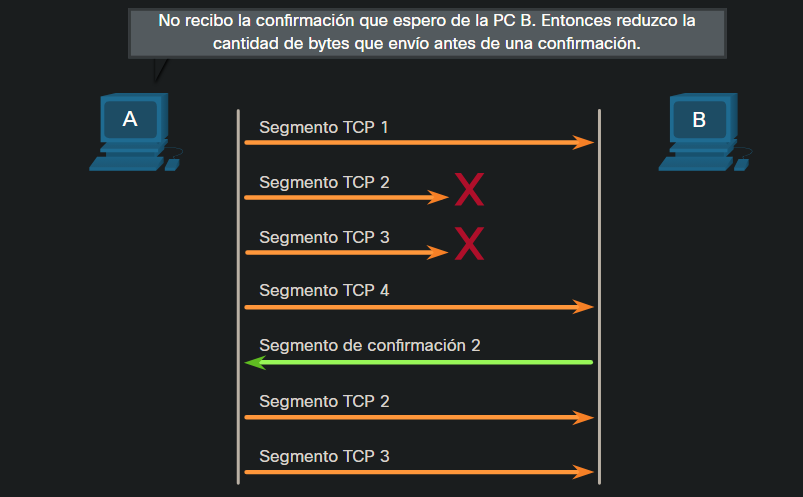 No recibo la confirmación que espero de la PC B. Entonces reduzco la
cantidad de bytes que envío antes de una confirmación.
A
B
Segmento TCP 1
Segmento TCP 2
X
Segmento TCP 3
X
Segmento TCP 4
Segmento de confirmación 2
Segmento TCP 2
Segmento TCP 3